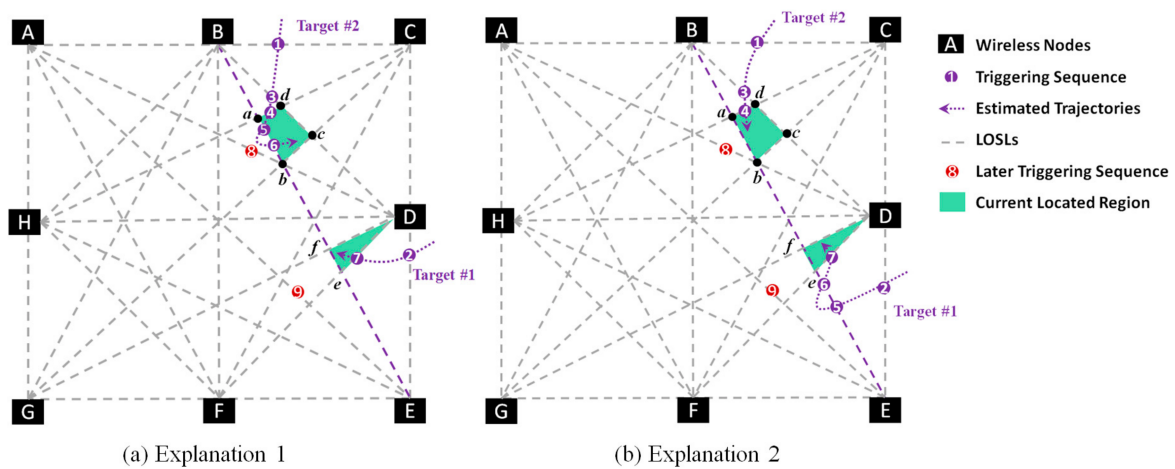 Target #2
A B C
1
3
d
4
a
5
c
6
8
b
H D
f
7
2
Target #1
e
9
G F E
(a) Explanation 1
Target #2
A B C
1
3
d
4
a
c
8
b
H D
f
7
e
6
2
9
5
Target #1
G F E
(b) Explanation 2
A Wireless Nodes
1 Triggering Sequence
Estimated Trajectories
LOSLs
8 Later Triggering Sequence
Current Located Region